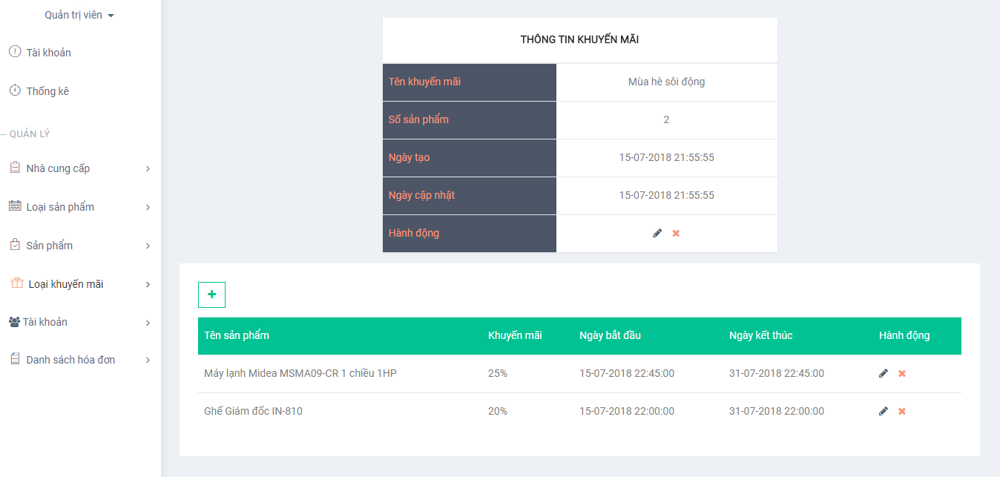 Quản trị viên
Tài khoản
Thống kê
QUẢN LÝ
Nhà cung cấp
Loại sản phẩm
Sản phẩm
Loại khuyến mãi
Tài khoản
Danh sách hóa đơn
THÔNG TIN KHUYẾN MÃI
Tên khuyến mãi Mùa hè sôi động
Số sản phẩm 2
Ngày tạo 15-07-2018 21:55:55
Ngày cập nhật 15-07-2018 21:55:55
Hành động
Tên sản phẩm Khuyến mãi Ngày bắt đầu Ngày kết thúc Hành động
Máy lạnh Midea MSMA09-CR 1 chiều 1HP 25% 15-07-2018 22:45:00 31-07-2018 22:45:00
Ghế Giám đốc IN-810 20% 15-07-2018 22:00:00 31-07-2018 22:00:00